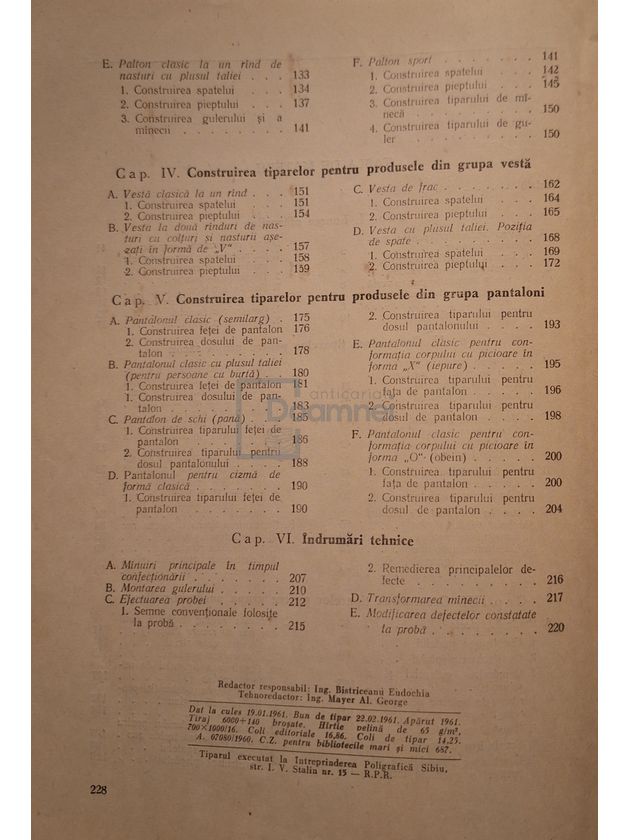 E. Palton clasic la un rînd de
nasturi cu plusul taliei . . . 133
1. Construirea spatelui . . . 134
2. Construirea pieptului . . . 137
3. Construirea gulerului și a
mînecii . . . . . . . . 141
F. Palton sport . . . . . . . 141
1. Construirea spatelui . . . 142
2. Construirea pieptului . . . 145
3. Construirea tiparului de mî-
necă . . . . . . . . . 150
4. Construirea tiparului de gu-
ler . . . . . . . . . 150
Cap. IV. Construirea tiparelor pentru produsele din grupa vestă
A. Vestă clasică la un rînd . . . 151
1. Construirea spatelui . . . 151
2. Construirea pieptului . . . 154
B. Vesta la două rînduri de nas-
turi cu colțuri și nasturii așe-
zați în formă de „V“ . . . . 157
1. Construirea spatelui . . . 158
2. Construirea pieptului . . . 159
C. Vesta de frac . . . . . . . 162
1. Construirea spatelui . . . 164
2. Construirea pieptului . . . 165
D. Vesta cu plusul taliei. Poziția
de spate . . . . . . . . 168
1. Construirea spatelui . . . 169
2. Construirea pieptului . . . 172
Cap. V. Construirea tiparelor pentru produsele din grupa pantaloni
A. Pantalonul clasic (semilarg) . 175
1. Construirea feței de pantalon 176
2. Construirea dosului de pan-
talon . . . . . . . . 178
B. Pantalonul clasic cu plusul taliei
(pentru persoane cu burtă) . . 180
1. Construirea feței de pantalon 181
1. Construirea dosului de pan-
talon . . . . . . . . 183
C. Pantalon de schi (pană) . . . 185
1. Construirea tiparului feței de
pantalon . . . . . . . 186
2. Construirea tiparului pentru
dosul pantalonului . . . . 188
D. Pantalonul pentru cizmă de
formă clasică . . . . . . . 190
1. Construirea tiparului feței de
pantalon . . . . . . . 190
2. Construirea tiparului pentru
dosul pantalonului . . . . 193
E. Pantalonul clasic pentru con-
formația corpului cu picioare în
forma „X“ (iepure) . . . . . 195
1. Construirea tiparului pentru
fața de pantalon . . . . . 196
2. Construirea tiparului pentru
dosul de pantalon . . . . 198
F. Pantalonul clasic pentru con-
formația corpului cu picioare în
forma „O“ (obein) . . . . . 200
1. Construirea tiparului pentru
fața de pantalon . . . . . 200
2. Construirea tiparului pentru
dosul de pantalon . . . . 204
anticariat
Deamnet
Cap. VI. Îndrumări tehnice
A. Mînuiri principale în timpul
confecționării . . . . . . . 207
B. Montarea gulerului . . . . . 210
C. Efectuarea probei . . . . . 212
1. Semne convenționale folosite
la probă . . . . . . . . 215
2. Remedierea principalelor de-
fecte . . . . . . . . . 216
D. Transformarea mînecii . . . . 217
E. Modificarea defectelor constatate
la probă . . . . . . . . 220
Redactor responsabil: Ing. Bistriceanu Eudochia
Tehnoredactor: Ing. Mayer Al. George
Dat la cules 19.01.1961. Bun de tipar 22.02.1961. Apărut 1961.
Tiraj 6000+140 broșate. Hîrtie velină de 65 g/m²,
700×1000/16. Coli editoriale 16,86. Coli de tipar 14,25.
A. 07080/1960. C.Z. pentru bibliotecile mari și mici 687.
Tiparul executat la Întreprinderea Poligrafică Sibiu,
str. I. V. Stalin nr. 15 — R.P.R.
228